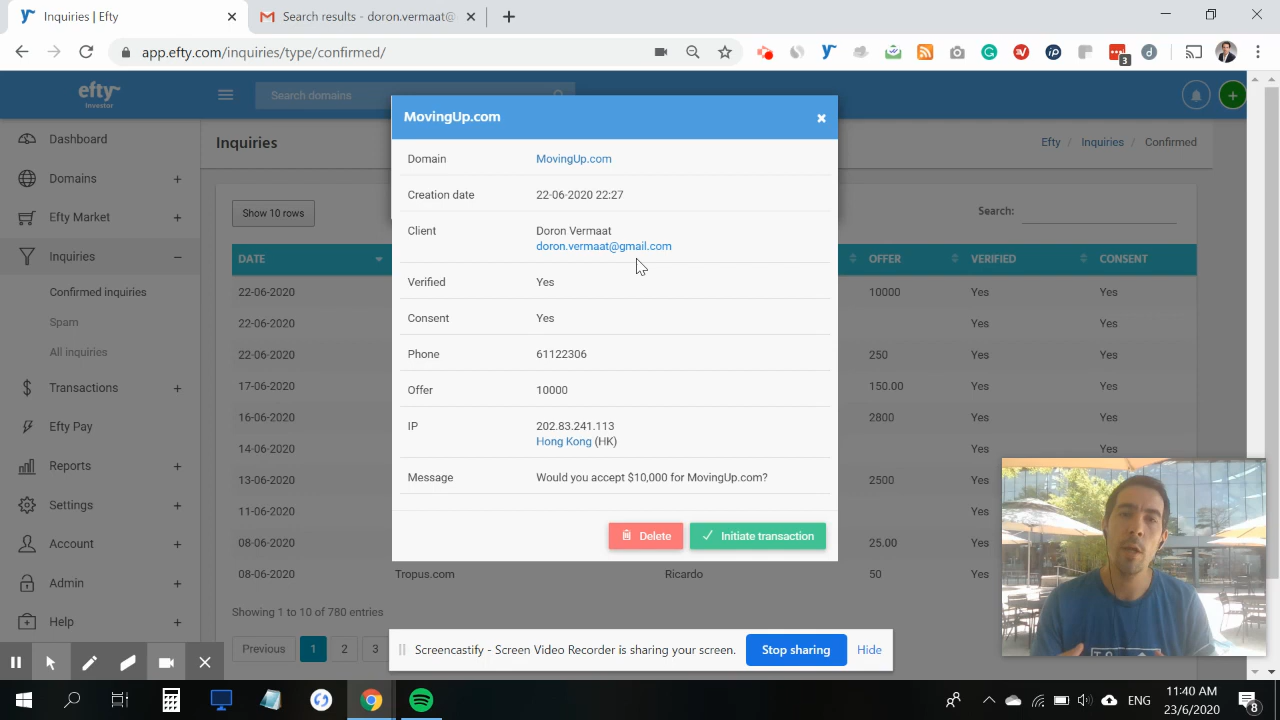 Inquiries | Efty
Search results - doron.vermaat@
app.efty.com/inquiries/type/confirmed/
3
efty
Investor
Search domains
Dashboard
Domains
Efty Market
Inquiries
Confirmed inquiries
Spam
All inquiries
Transactions
Efty Pay
Reports
Settings
Account
Admin
Help
Inquiries
Efty / Inquiries / Confirmed
Show 10 rows
Search:
DATE OFFER VERIFIED CONSENT
22-06-2020 10000 Yes Yes
22-06-2020 Yes Yes
22-06-2020 250 Yes Yes
17-06-2020 150.00 Yes Yes
16-06-2020 2800 Yes Yes
14-06-2020 Yes Yes
13-06-2020 2500
11-06-2020 Yes
08-06-2020 25.00 Yes
08-06-2020 Tropus.com Ricardo 50 Yes
Showing 1 to 10 of 780 entries
Previous 1 2 3
MovingUp.com
Domain MovingUp.com
Creation date 22-06-2020 22:27
Client Doron Vermaat
doron.vermaat@gmail.com
Verified Yes
Consent Yes
Phone 61122306
Offer 10000
IP 202.83.241.113
Hong Kong (HK)
Message Would you accept $10,000 for MovingUp.com?
Delete Initiate transaction
Screencastify - Screen Video Recorder is sharing your screen. Stop sharing Hide
ENG
11:40 AM
23/6/2020
8